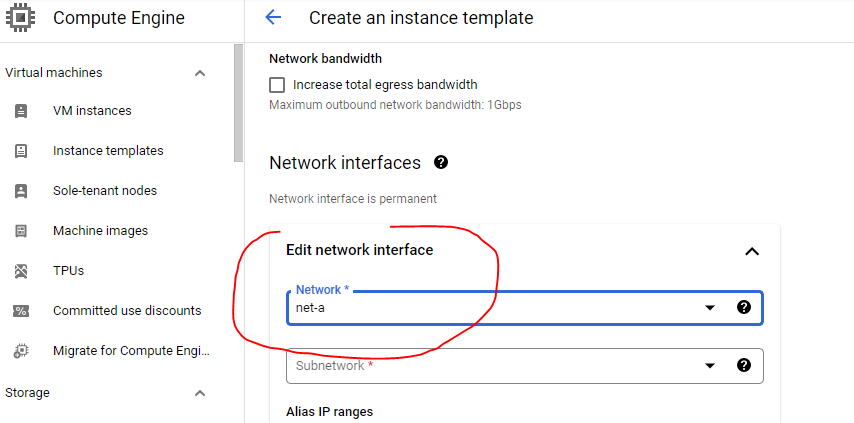 Compute Engine
Create an instance template
Virtual machines
VM instances
Instance templates
Sole-tenant nodes
Machine images
TPUs
Committed use discounts
Migrate for Compute Engi...
Storage
Network bandwidth
Increase total egress bandwidth
Maximum outbound network bandwidth: 1Gbps
Network interfaces
Network interface is permanent
Edit network interface
Network *
net-a
Subnetwork *
Alias IP ranges